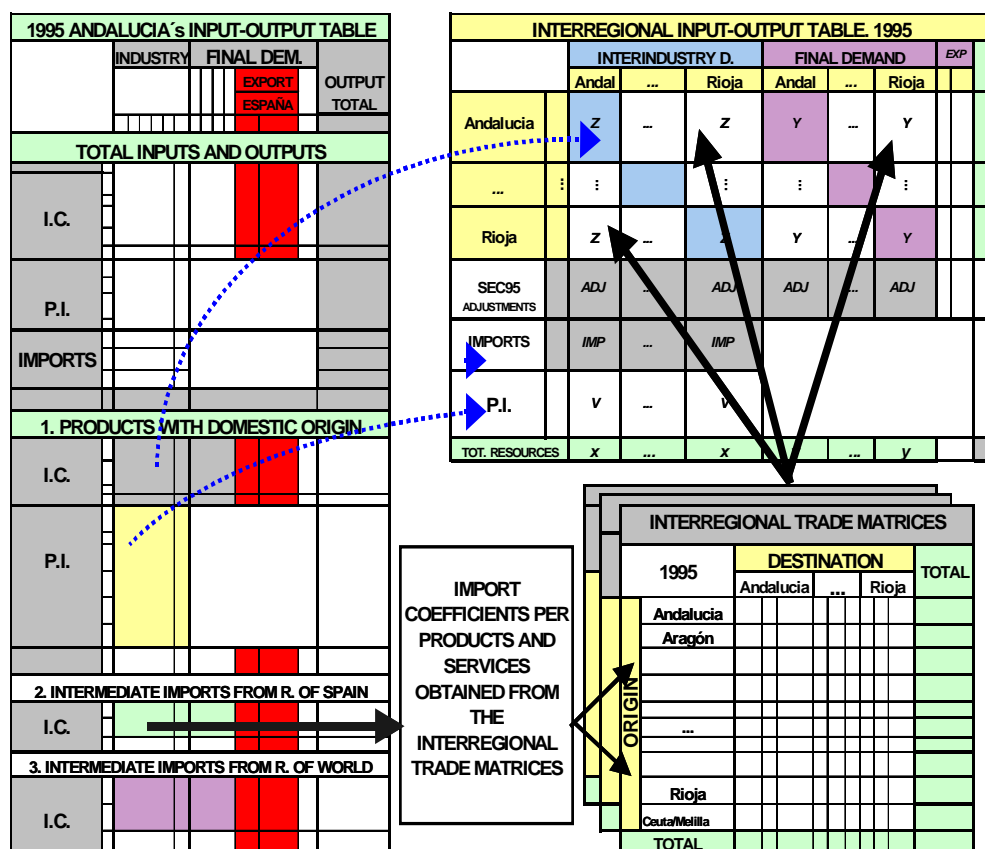 1995 ANDALUCIA´s INPUT-OUTPUT TABLE
INDUSTRY FINAL DEM.
EXPORT OUTPUT
ESPAÑA TOTAL
TOTAL INPUTS AND OUTPUTS
I.C.
P.I.
IMPORTS
1. PRODUCTS WITH DOMESTIC ORIGIN
I.C.
P.I.
2. INTERMEDIATE IMPORTS FROM R. OF SPAIN
I.C.
3. INTERMEDIATE IMPORTS FROM R. OF WORLD
I.C.
INTERREGIONAL INPUT-OUTPUT TABLE. 1995
INTERINDUSTRY D. FINAL DEMAND EXP
Andal ... Rioja Andal ... Rioja
Andalucia Z ... Z Y ... Y
... ⋮ ⋮ ⋮ ⋮ ⋮
Rioja Z ... Z Y ... Y
SEC95 ADJ ... ADJ ADJ ... ADJ
ADJUSTMENTS
IMPORTS IMP ... IMP
P.I. V ... V
TOT. RESOURCES x ... x ... y
IMPORT
COEFFICIENTS PER
PRODUCTS AND
SERVICES
OBTAINED FROM
THE
INTERREGIONAL
TRADE MATRICES
INTERREGIONAL TRADE MATRICES
1995 DESTINATION TOTAL
Andalucia ... Rioja
ORIGIN
Andalucia
Aragón
...
Rioja
Ceuta/Melilla
TOTAL